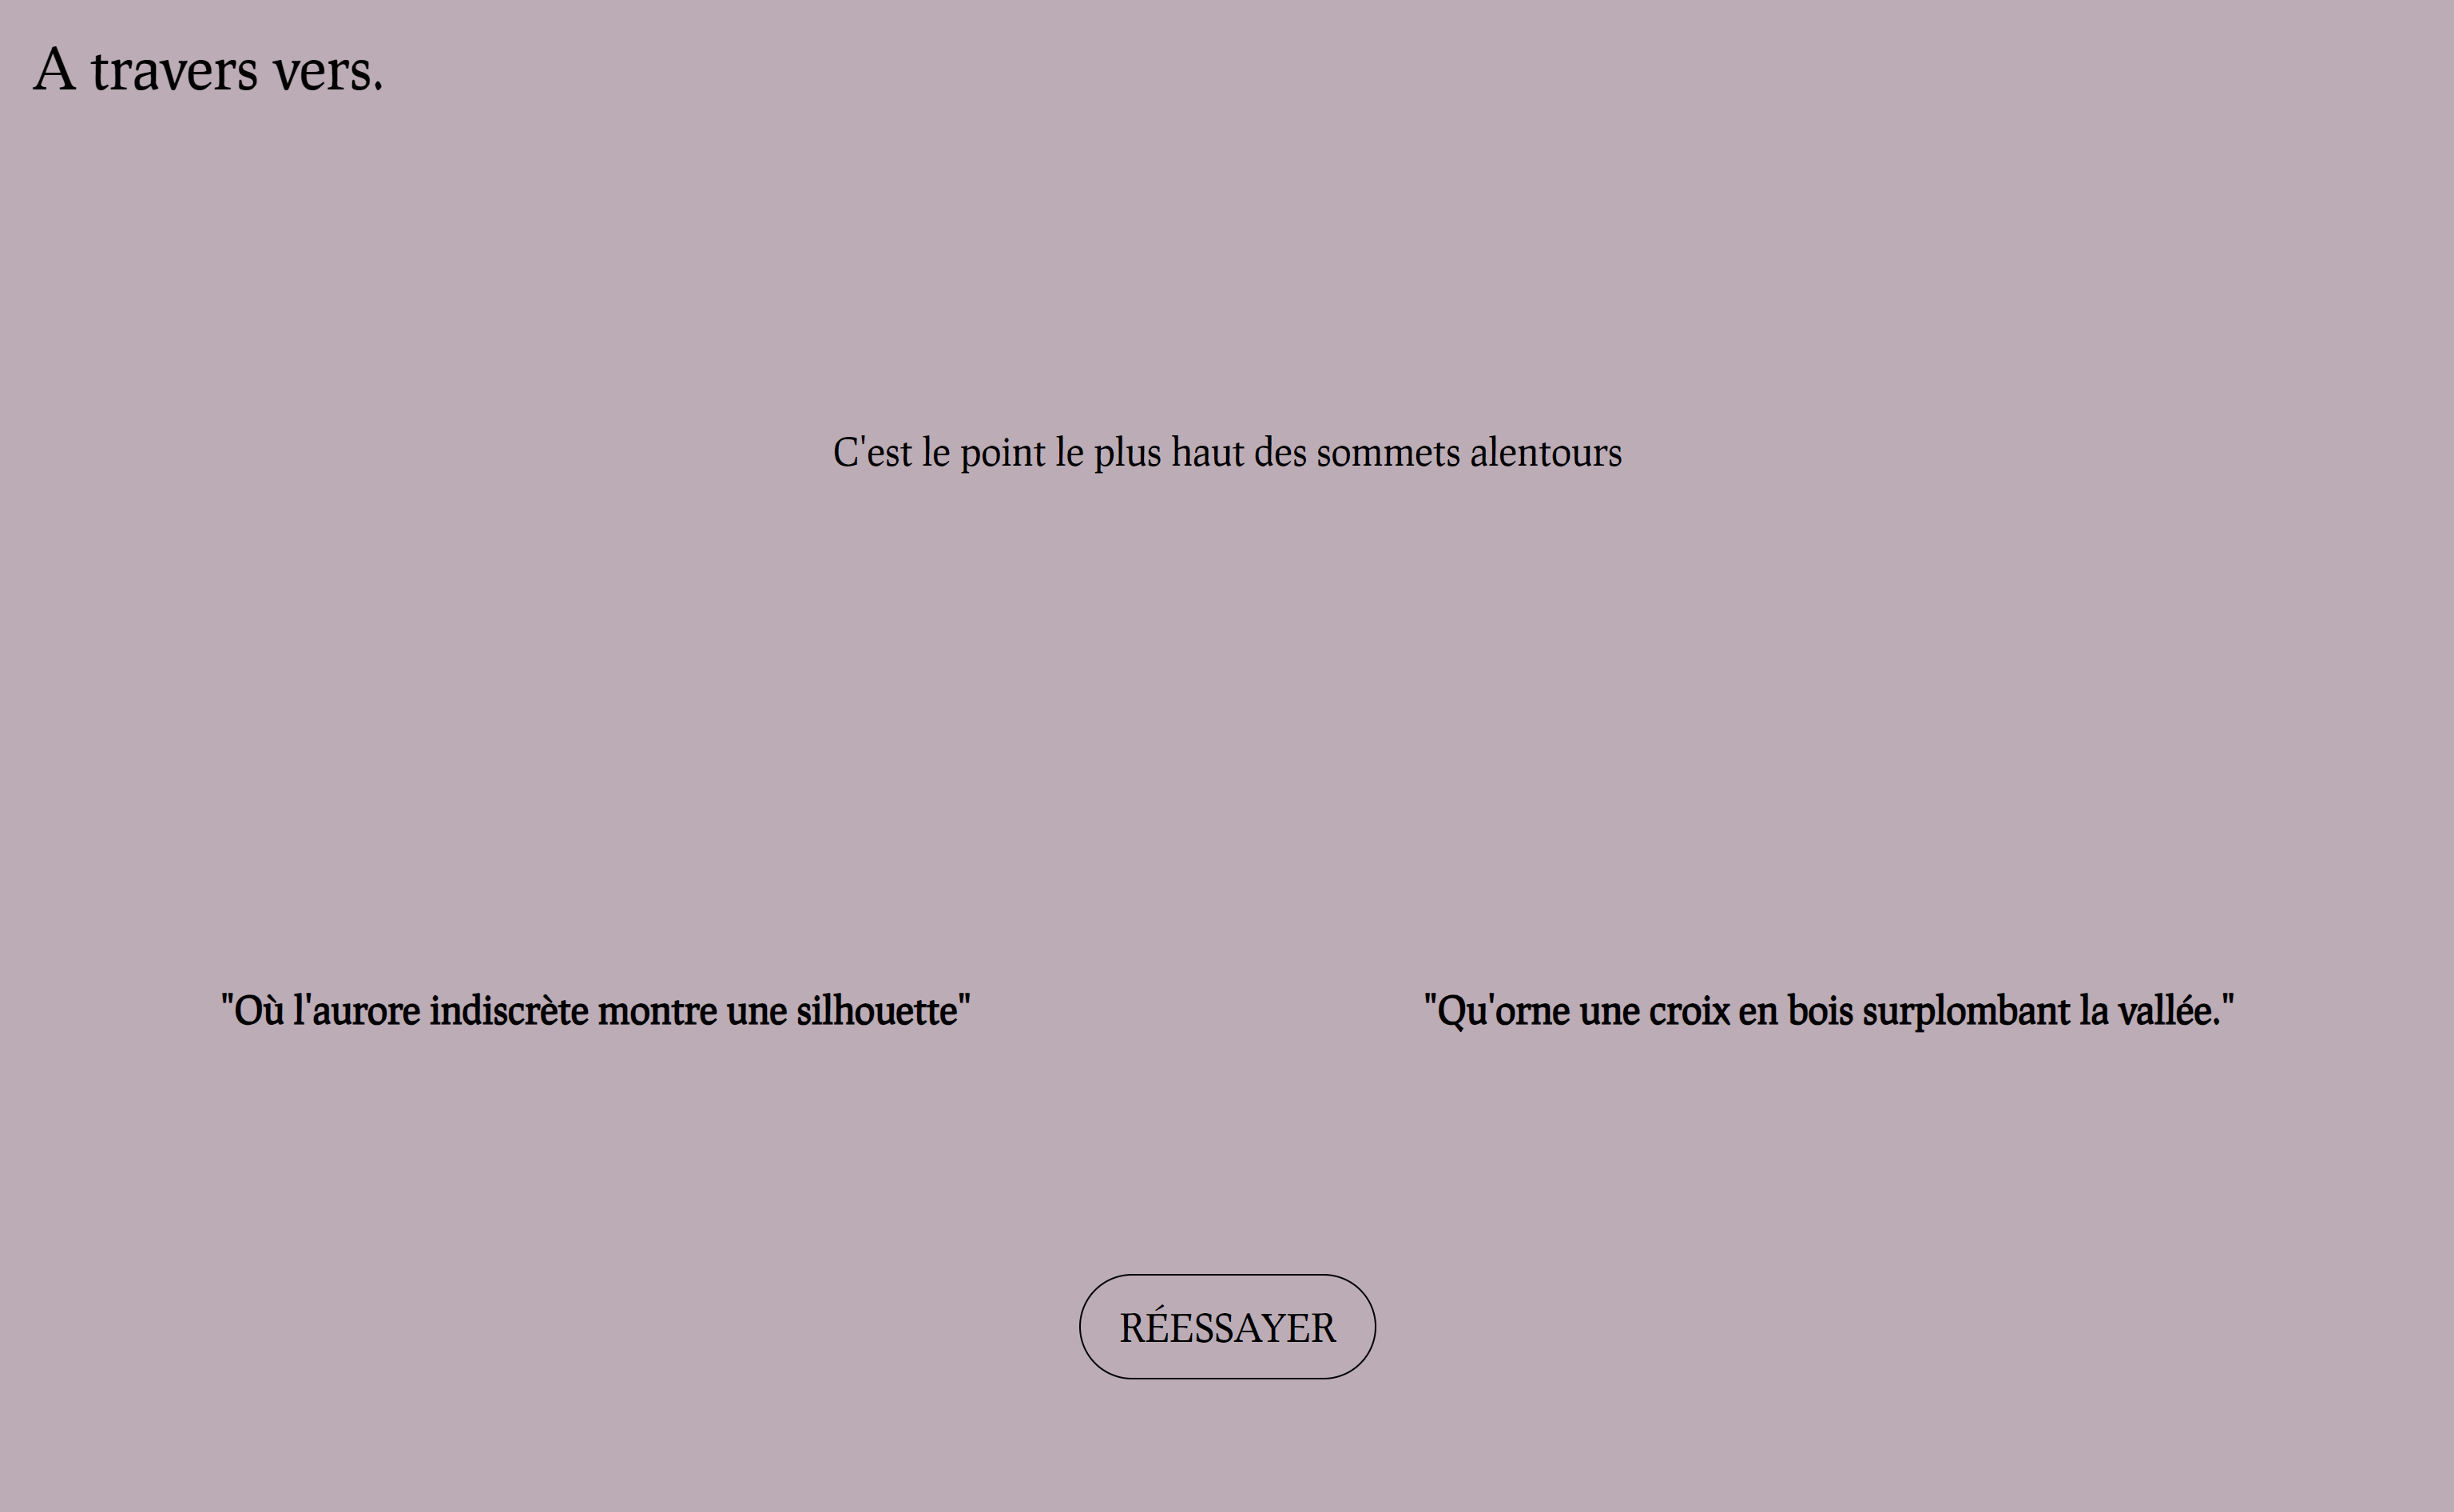 A travers vers.
C'est le point le plus haut des sommets alentours
"Où l'aurore indiscrète montre une silhouette"
"Qu'orne une croix en bois surplombant la vallée."
RÉESSAYER